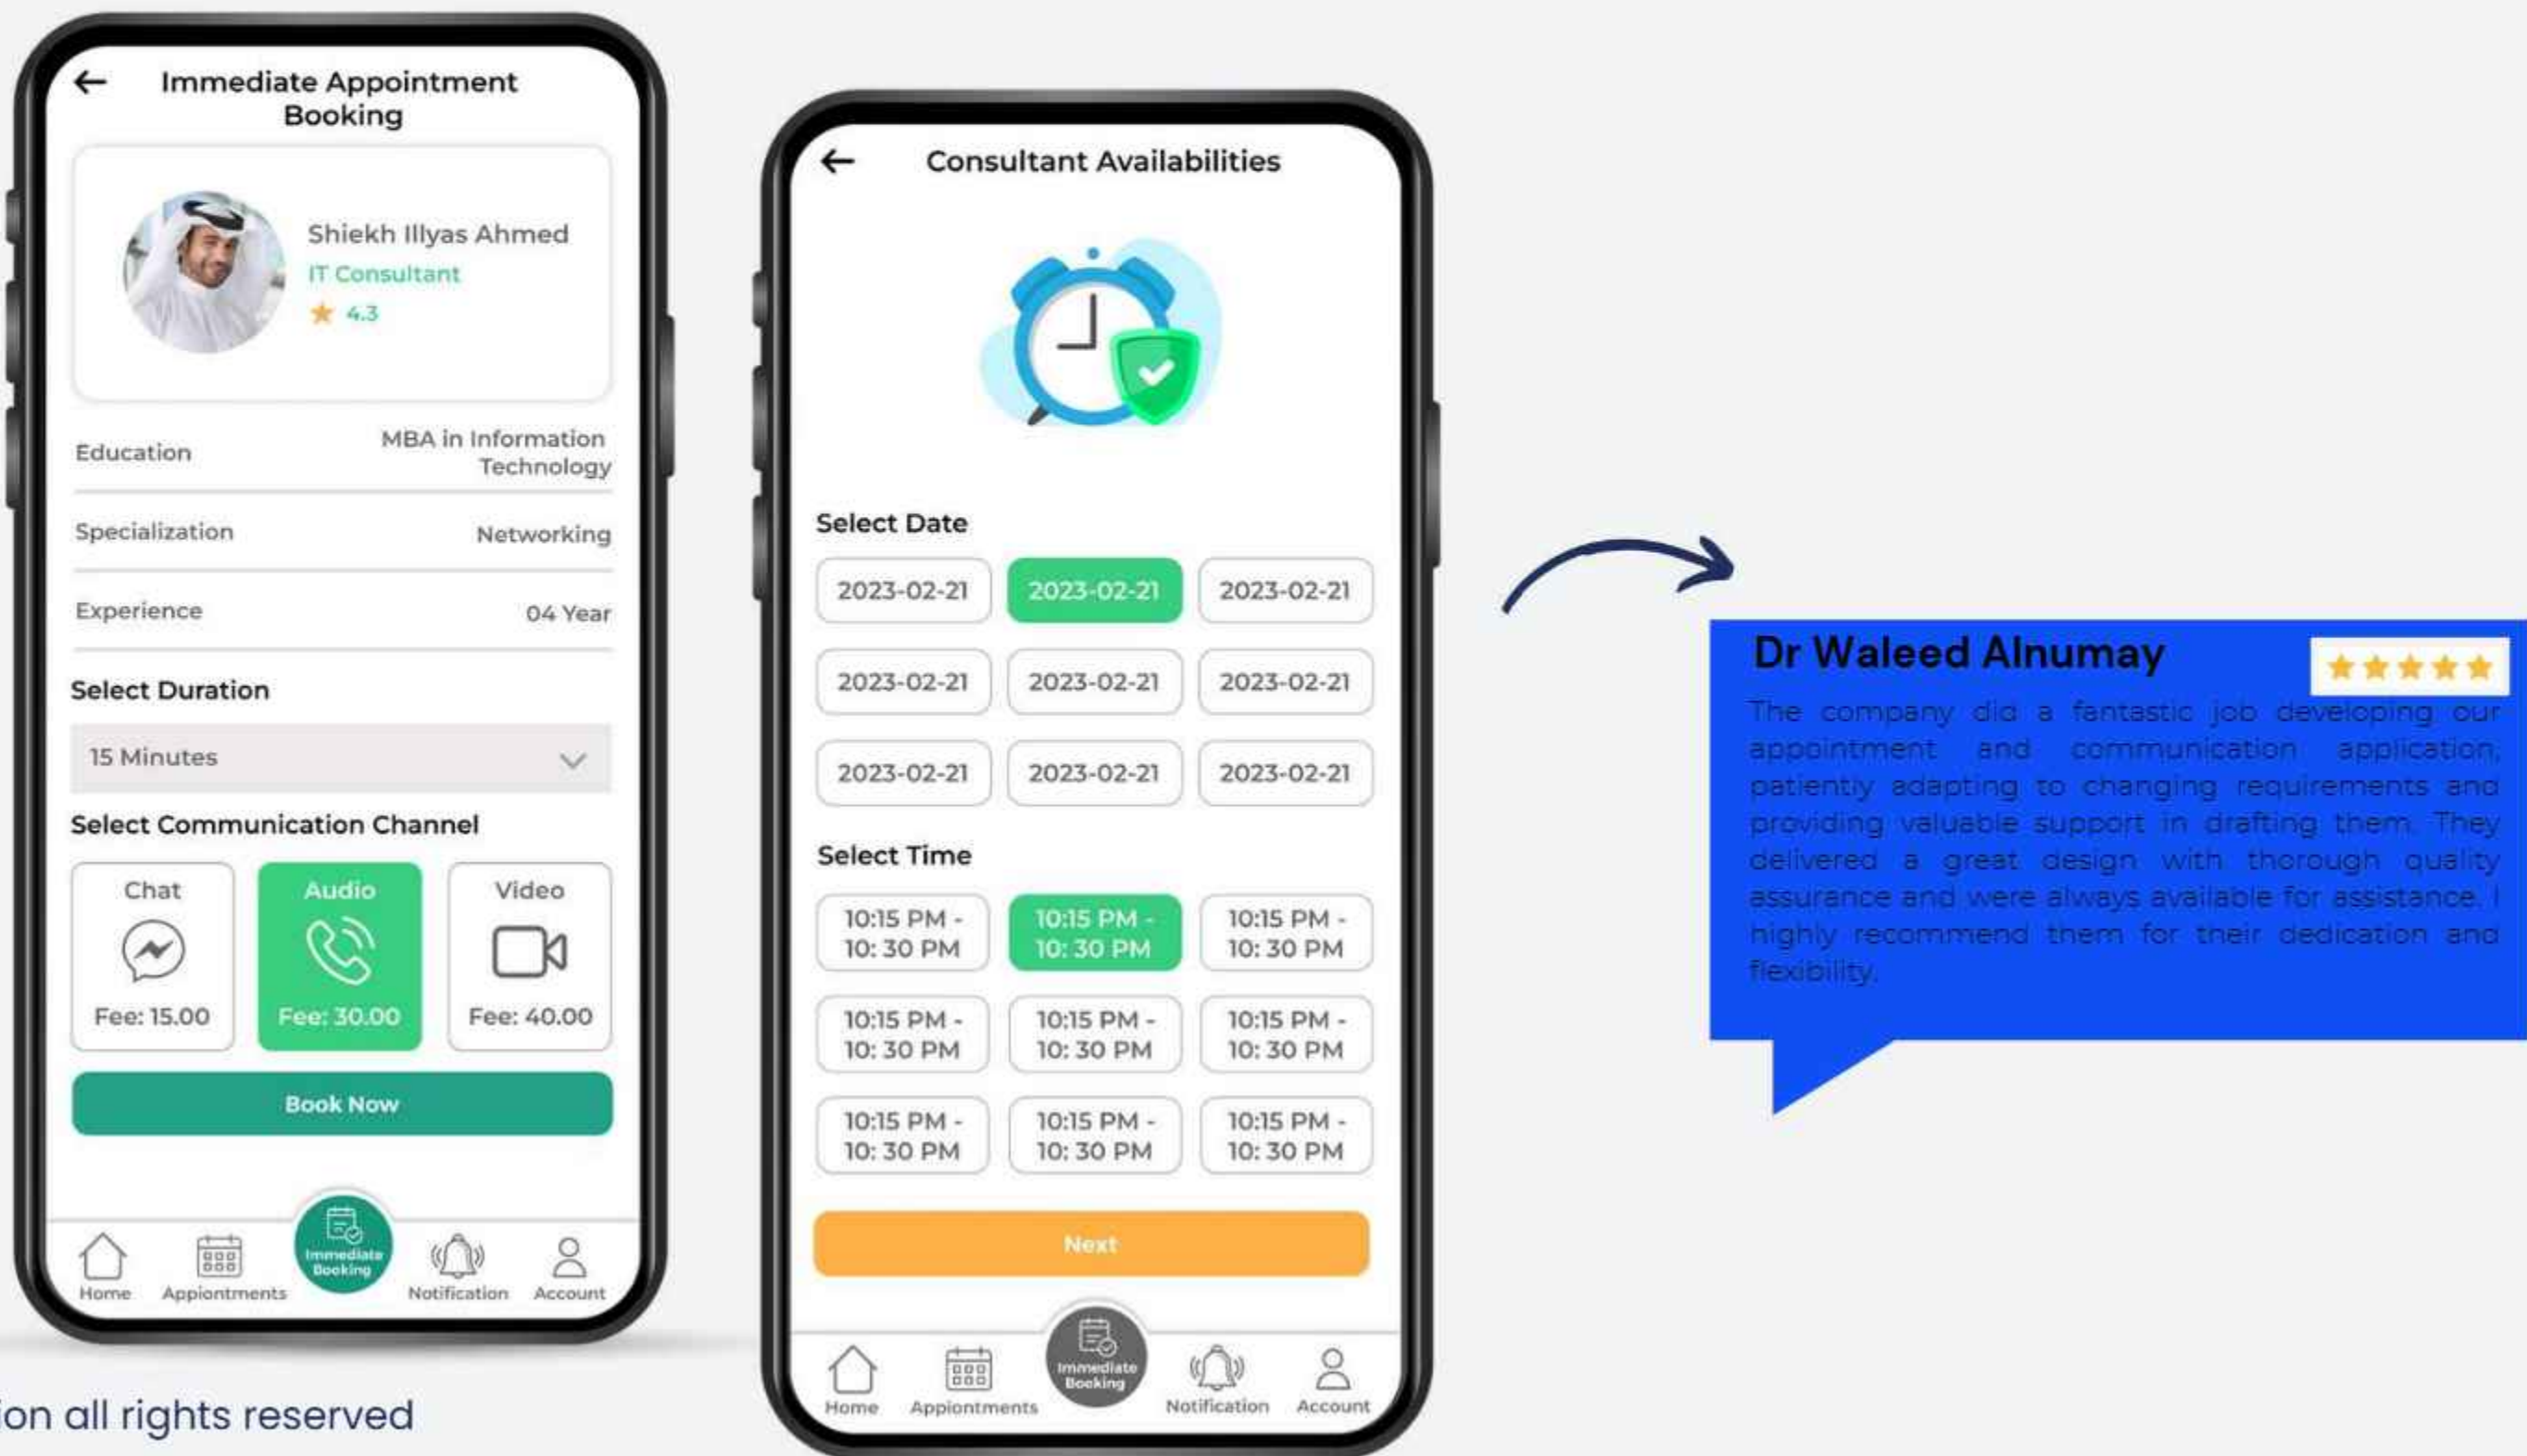 Immediate Appointment
Booking
Shiekh Illyas Ahmed
IT Consultant
4.3
Education
MBA in Information
Technology
Specialization
Networking
Experience
04 Year
Select Duration
15 Minutes
Select Communication Channel
Chat
Audio
Video
Fee: 15.00
Fee: 30.00
Fee: 40.00
Book Now
Home
Appiontments
Immediate
Booking
Notification
Account
Consultant Availabilities
Select Date
2023-02-21
2023-02-21
2023-02-21
2023-02-21
2023-02-21
2023-02-21
2023-02-21
2023-02-21
2023-02-21
Select Time
10:15 PM -
10: 30 PM
10:15 PM -
10: 30 PM
10:15 PM -
10: 30 PM
10:15 PM -
10: 30 PM
10:15 PM -
10: 30 PM
10:15 PM -
10: 30 PM
10:15 PM -
10: 30 PM
10:15 PM -
10: 30 PM
10:15 PM -
10: 30 PM
Next
Home
Appiontments
Immediate
Booking
Notification
Account
Dr Waleed Alnumay
The company did a fantastic job developing our
appointment and communication application,
patiently adapting to changing requirements and
providing valuable support in drafting them. They
delivered a great design with thorough quality
assurance and were always available for assistance. I
highly recommend them for their dedication and
flexibility.
all rights reserved